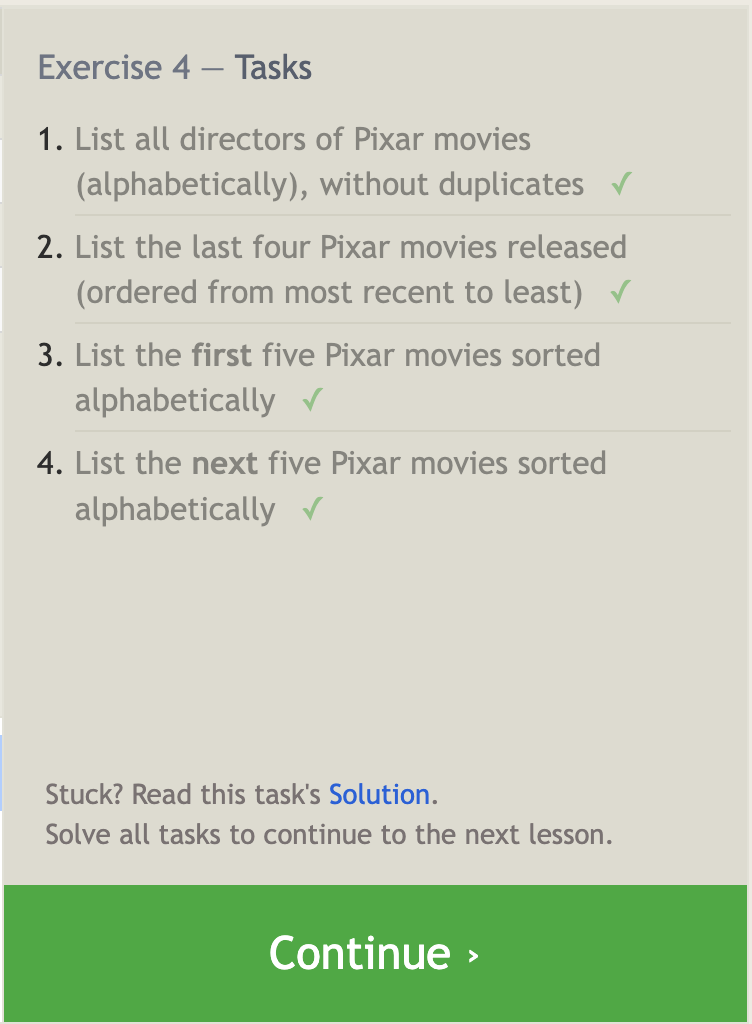 Exercise 4 — Tasks
1. List all directors of Pixar movies
(alphabetically), without duplicates ✓
2. List the last four Pixar movies released
(ordered from most recent to least) ✓
3. List the first five Pixar movies sorted
alphabetically ✓
4. List the next five Pixar movies sorted
alphabetically ✓
Stuck? Read this task's Solution.
Solve all tasks to continue to the next lesson.
Continue ›